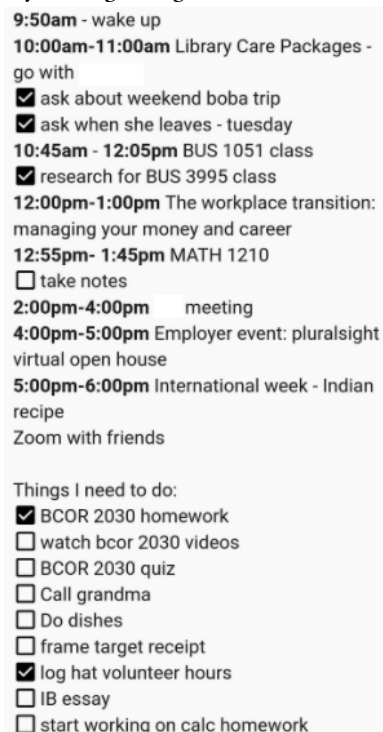 9:50am - wake up
10:00am-11:00am Library Care Packages -
go with
ask about weekend boba trip
ask when she leaves - tuesday
10:45am - 12:05pm BUS 1051 class
research for BUS 3995 class
12:00pm-1:00pm The workplace transition:
managing your money and career
12:55pm- 1:45pm MATH 1210
take notes
2:00pm-4:00pm meeting
4:00pm-5:00pm Employer event: pluralsight
virtual open house
5:00pm-6:00pm International week - Indian
recipe
Zoom with friends
Things I need to do:
BCOR 2030 homework
watch bcor 2030 videos
BCOR 2030 quiz
Call grandma
Do dishes
frame target receipt
log hat volunteer hours
IB essay
start working on calc homework